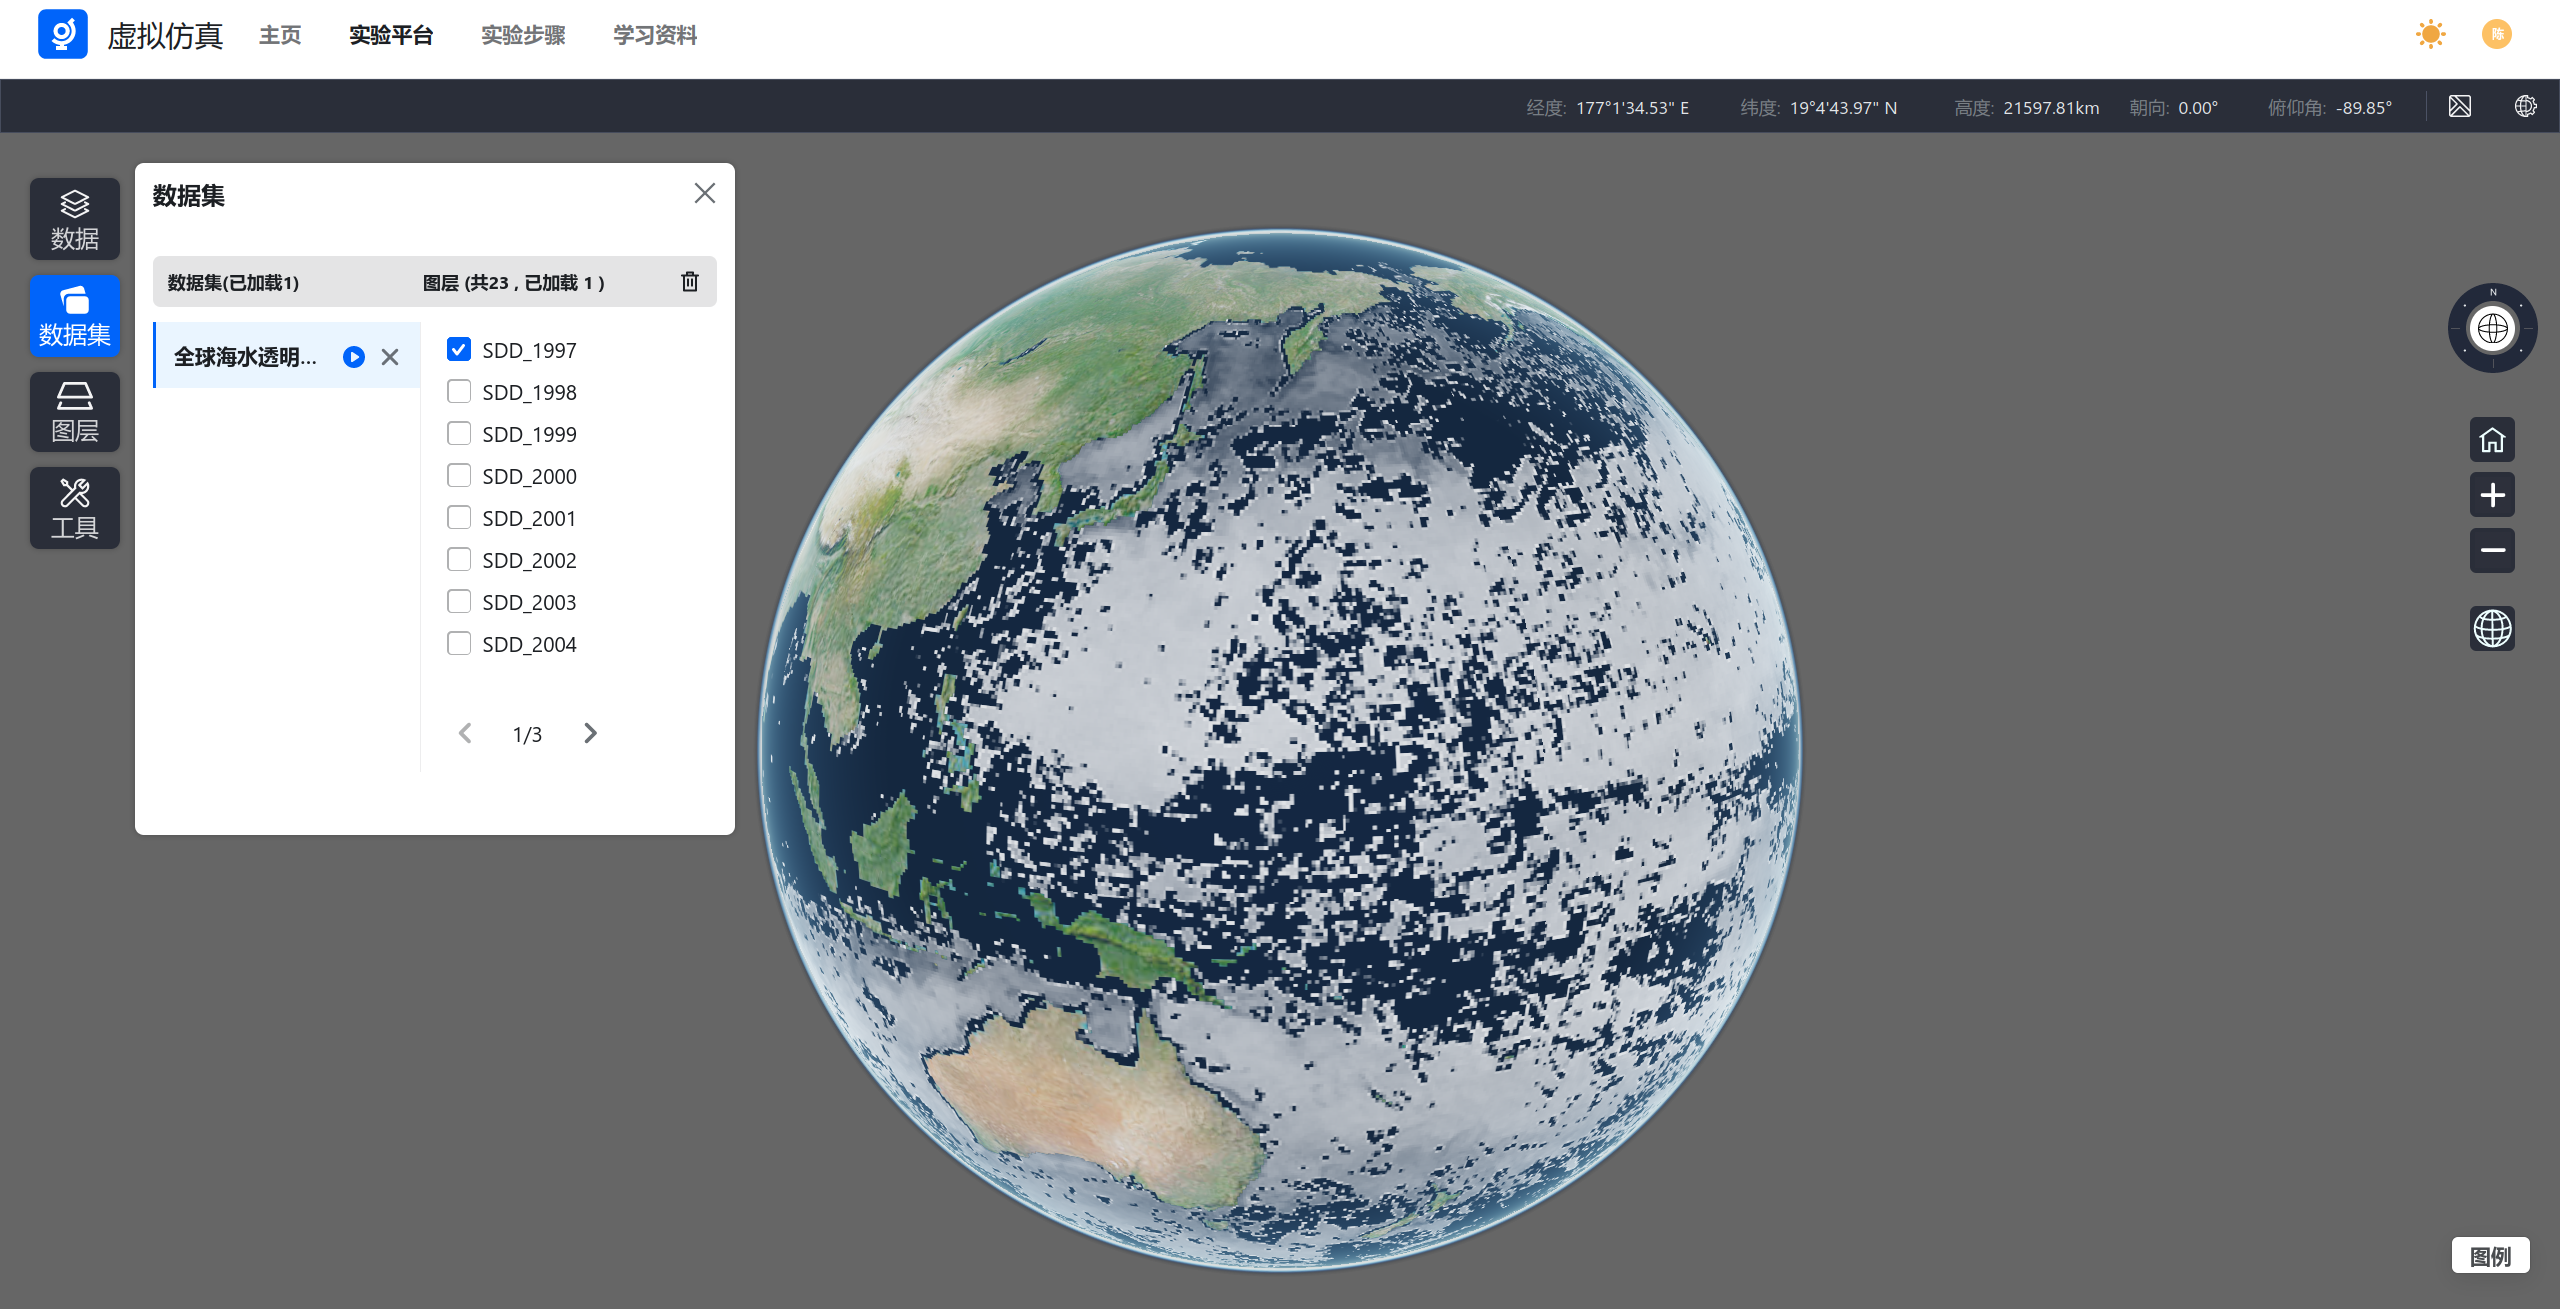 虚拟仿真 主页 实验平台 实验步骤 学习资料 陈
经度: 177°1'34.53" E 纬度: 19°4'43.97" N 高度: 21597.81km 朝向: 0.00° 俯仰角: -89.85°
数据
数据集
图层
工具
数据集
数据集(已加载1) 图层 (共23 , 已加载 1 )
全球海水透明...
SDD_1997
SDD_1998
SDD_1999
SDD_2000
SDD_2001
SDD_2002
SDD_2003
SDD_2004
1/3
N
图例